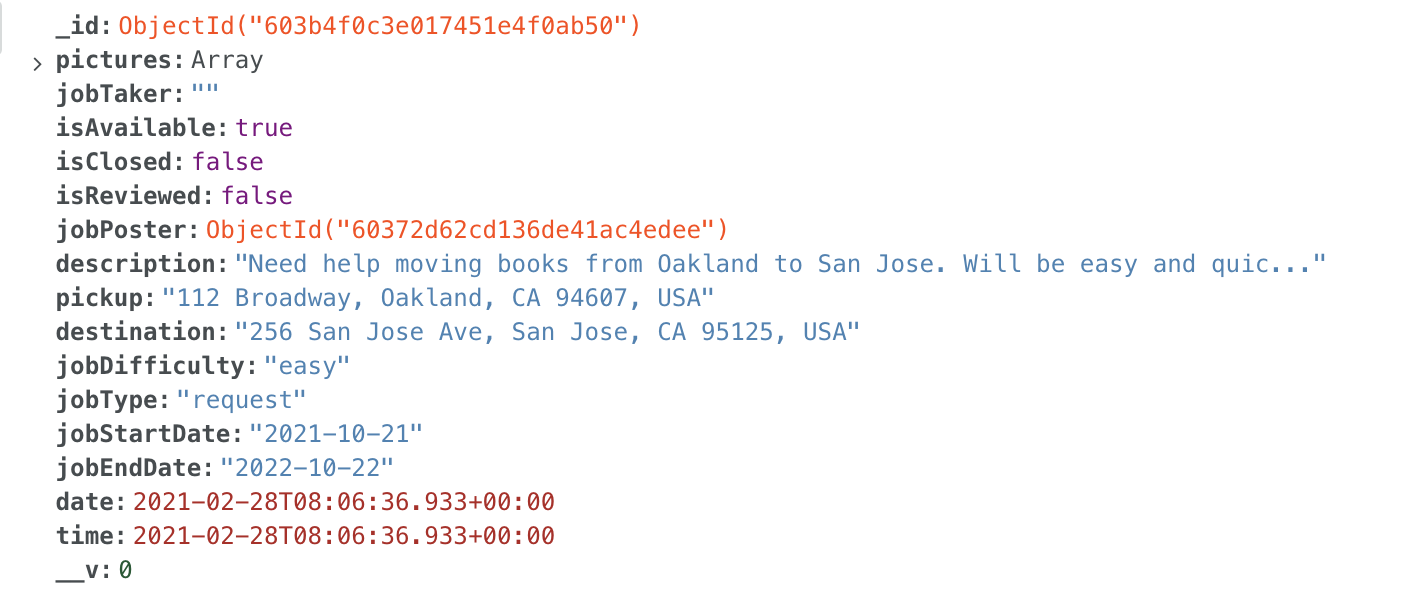 _id: ObjectId("603b4f0c3e017451e4f0ab50")
pictures: Array
jobTaker: ""
isAvailable: true
isClosed: false
isReviewed: false
jobPoster: ObjectId("60372d62cd136de41ac4edee")
description: "Need help moving books from Oakland to San Jose. Will be easy and quic..."
pickup: "112 Broadway, Oakland, CA 94607, USA"
destination: "256 San Jose Ave, San Jose, CA 95125, USA"
jobDifficulty: "easy"
jobType: "request"
jobStartDate: "2021-10-21"
jobEndDate: "2022-10-22"
date: 2021-02-28T08:06:36.933+00:00
time: 2021-02-28T08:06:36.933+00:00
__v: 0